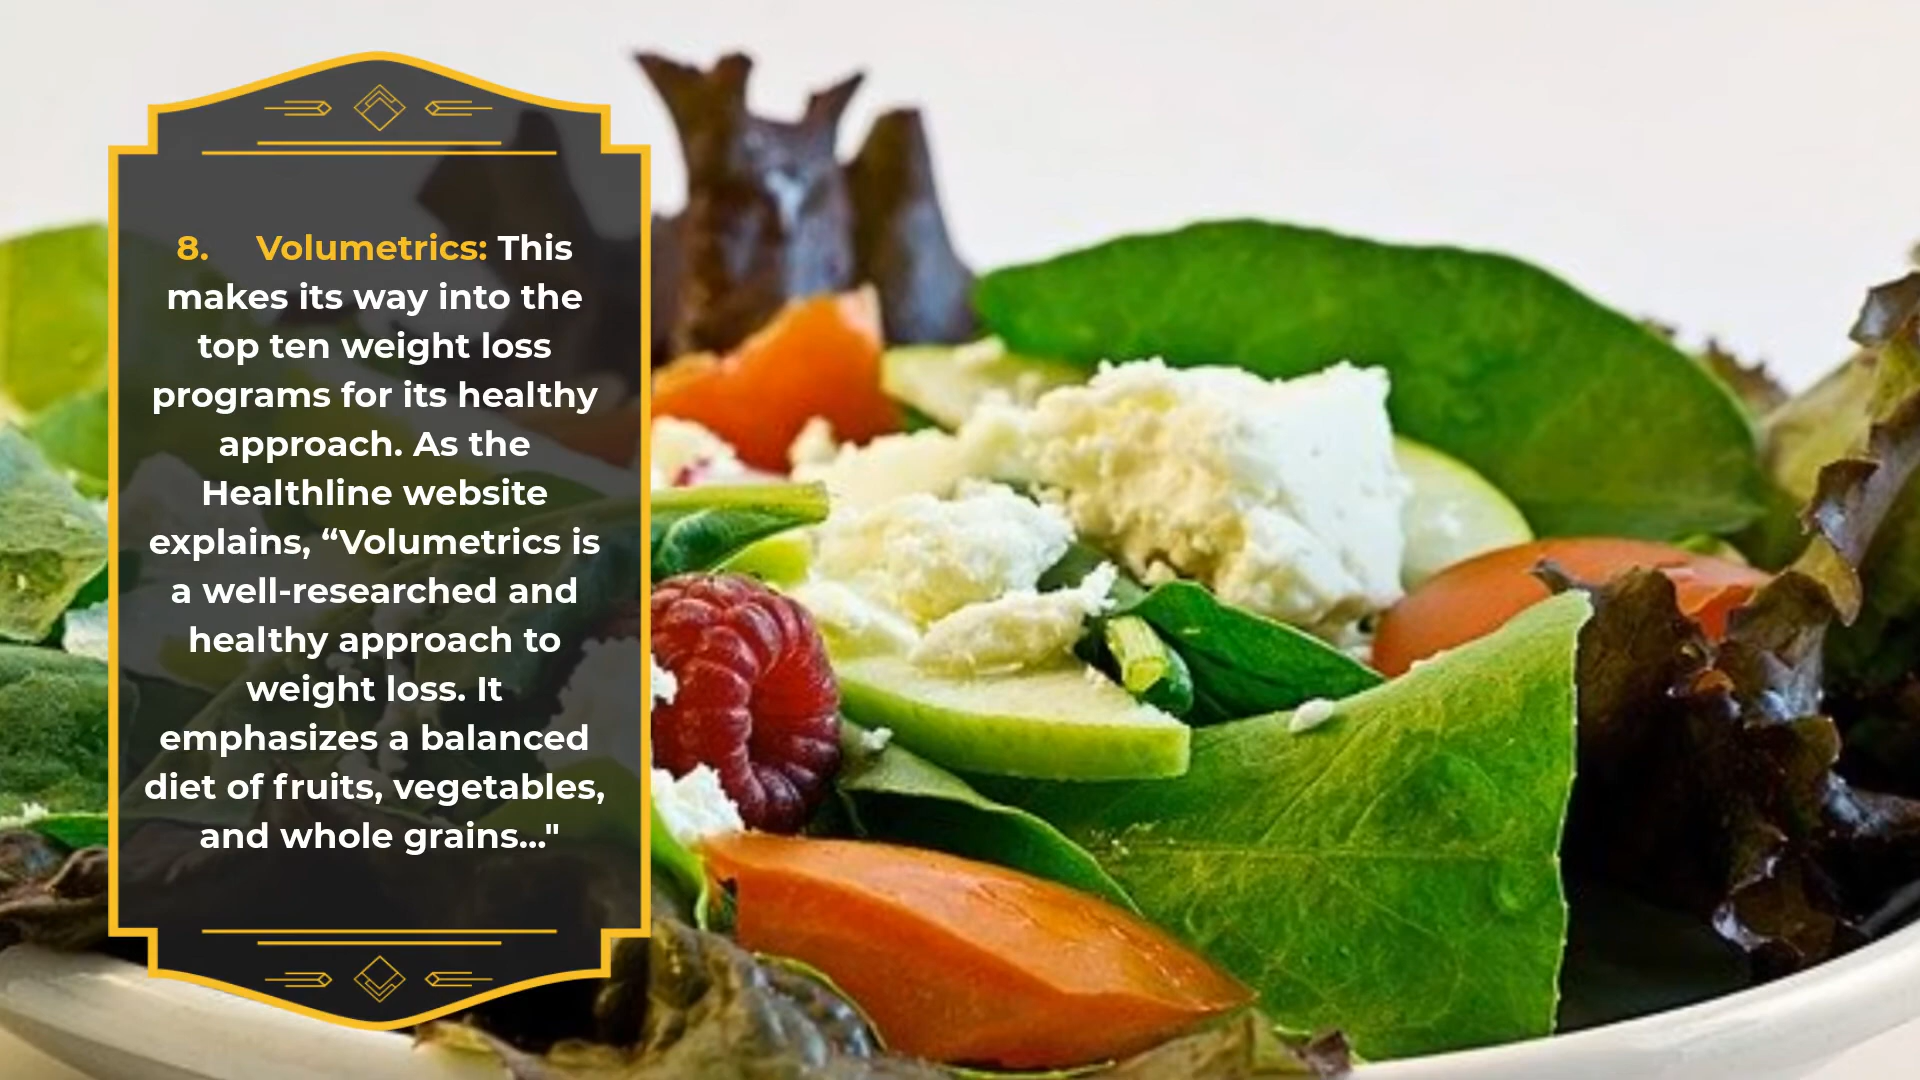 8. Volumetrics: This
makes its way into the
top ten weight loss
programs for its healthy
approach. As the
Healthline website
explains, “Volumetrics is
a well-researched and
healthy approach to
weight loss. It
emphasizes a balanced
diet of fruits, vegetables,
and whole grains..."